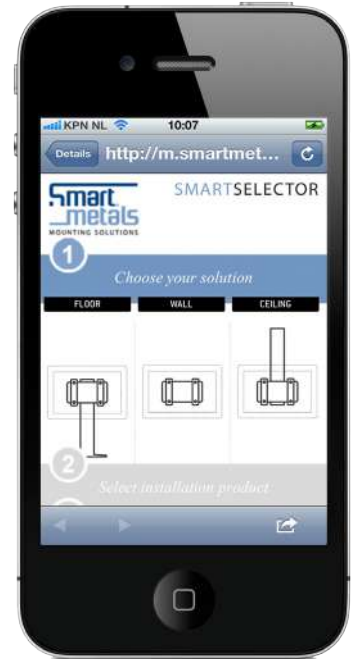 KPN NL 10:07
Details http://m.smartmet...
Smart
metals
MOUNTING SOLUTIONS
SMARTSELECTOR
1
Choose your solution
FLOOR WALL CEILING
2
Select installation product